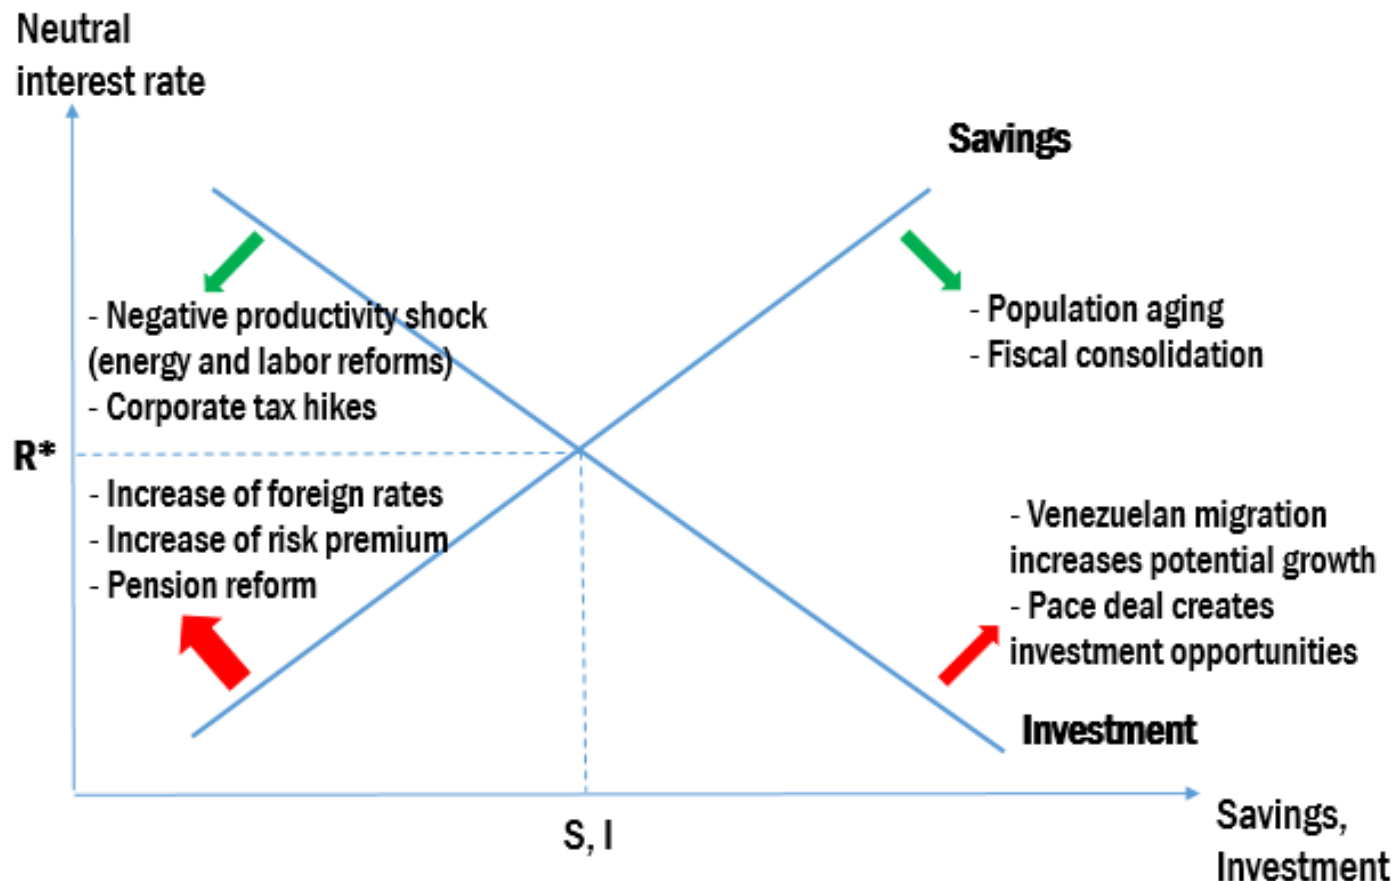 Neutral
interest rate
Savings
- Negative productivity shock
(energy and labor reforms)
- Corporate tax hikes
- Population aging
- Fiscal consolidation
R*
- Increase of foreign rates
- Increase of risk premium
- Pension reform
- Venezuelan migration
increases potential growth
- Pace deal creates
investment opportunities
Investment
S, I
Savings,
Investment